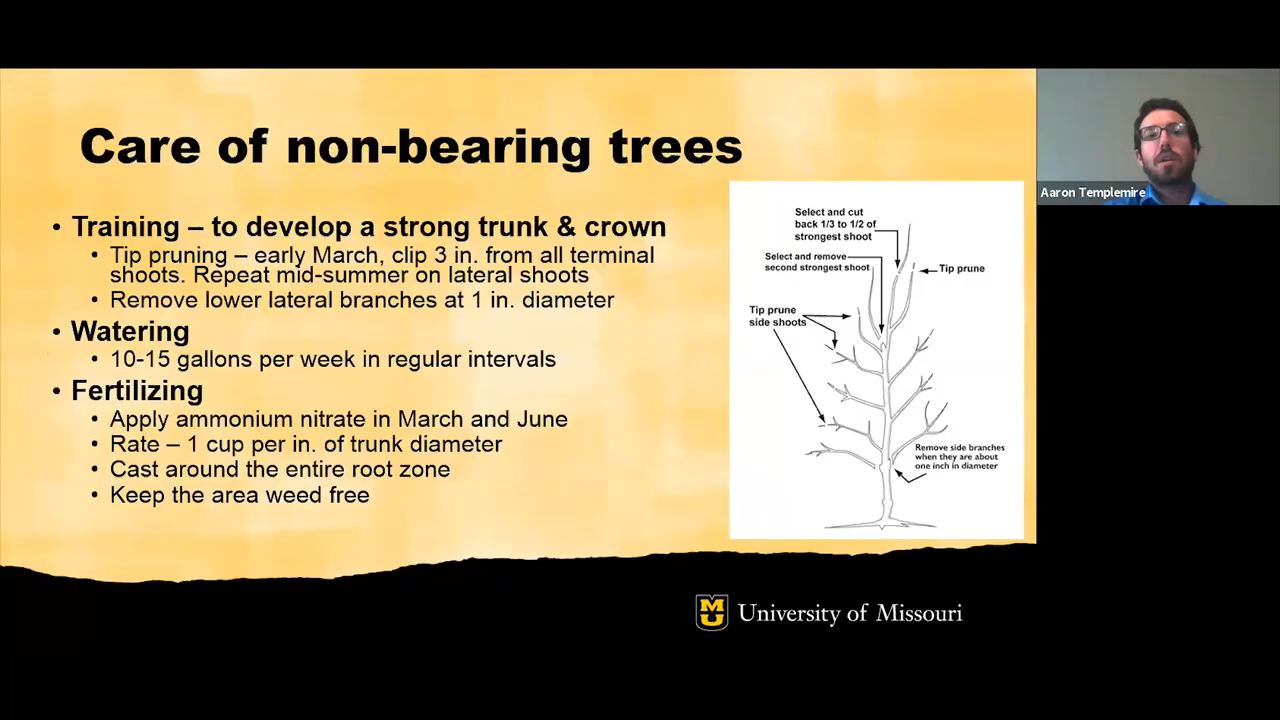 Care of non-bearing trees
• Training – to develop a strong trunk & crown
• Tip pruning – early March, clip 3 in. from all terminal
shoots. Repeat mid-summer on lateral shoots
• Remove lower lateral branches at 1 in. diameter
• Watering
• 10-15 gallons per week in regular intervals
• Fertilizing
• Apply ammonium nitrate in March and June
• Rate – 1 cup per in. of trunk diameter
• Cast around the entire root zone
• Keep the area weed free
Select and cut
back 1/3 to 1/2 of
strongest shoot
Select and remove
second strongest shoot
Tip prune
Tip prune
side shoots
Remove side branches
when they are about
one inch in diameter
Aaron Templemire
MU
University of Missouri